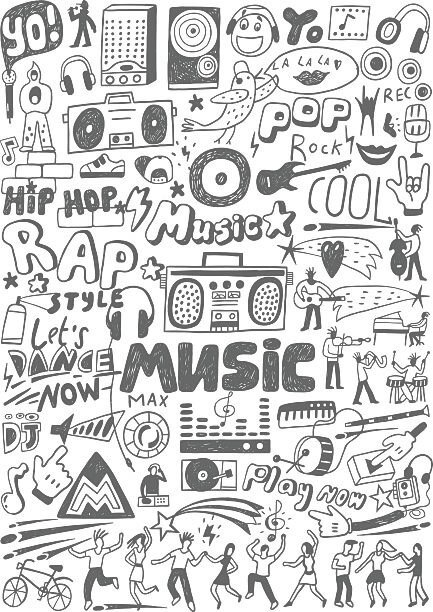 YO!
Yo
LA LA LA
POP
REC
Rock!
COOL
HIP HOP
Music
RAP
STYLE
Let's
DANCE
NOW
MUSIC
MAX
DJ
M
Play NOW